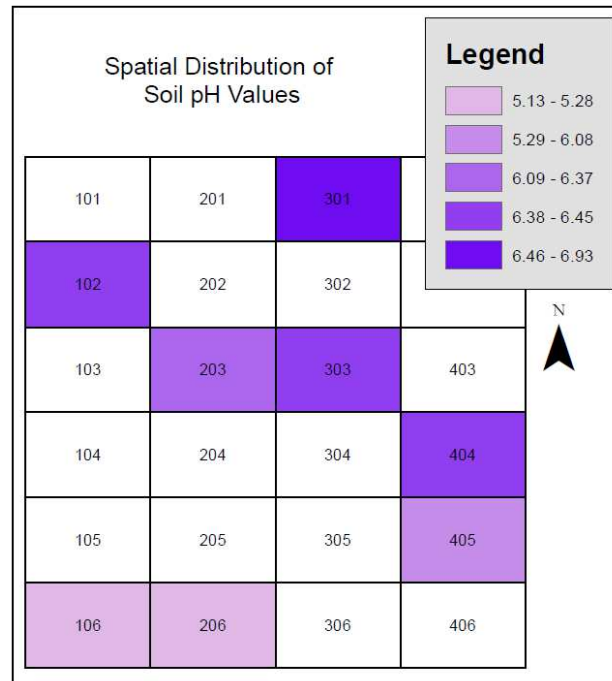 Spatial Distribution of
Soil pH Values
Legend
5.13 - 5.28
5.29 - 6.08
6.09 - 6.37
6.38 - 6.45
6.46 - 6.93
N
101 201 301
102 202 302
103 203 303 403
104 204 304 404
105 205 305 405
106 206 306 406